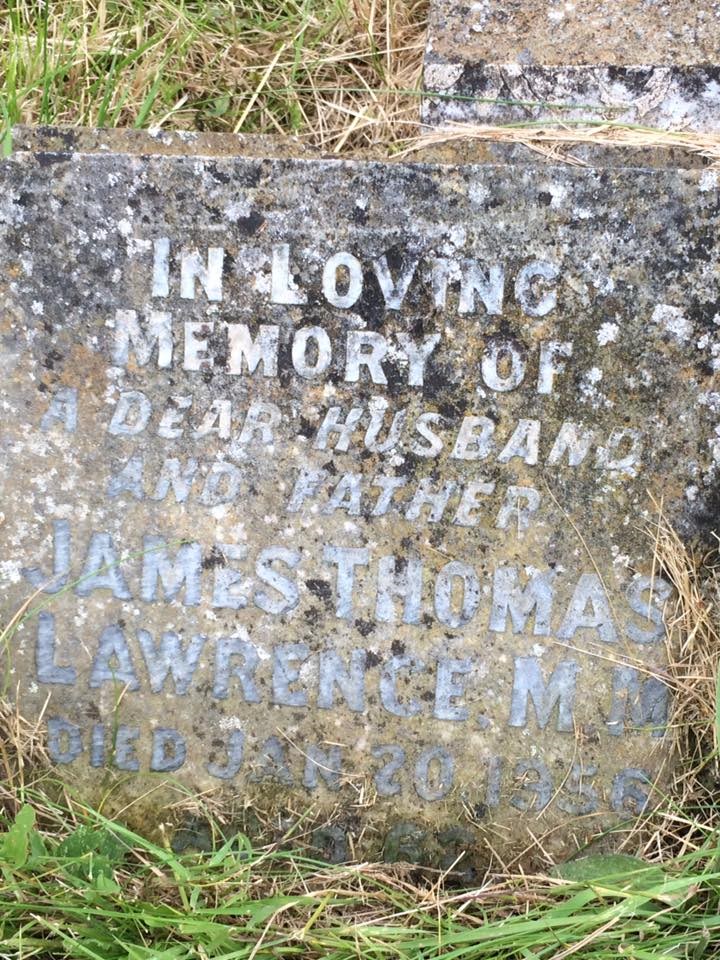 IN LOVING
MEMORY OF
A DEAR HUSBAND
AND FATHER
JAMES THOMAS
LAWRENCE. M.M
DIED JAN 20. 1956